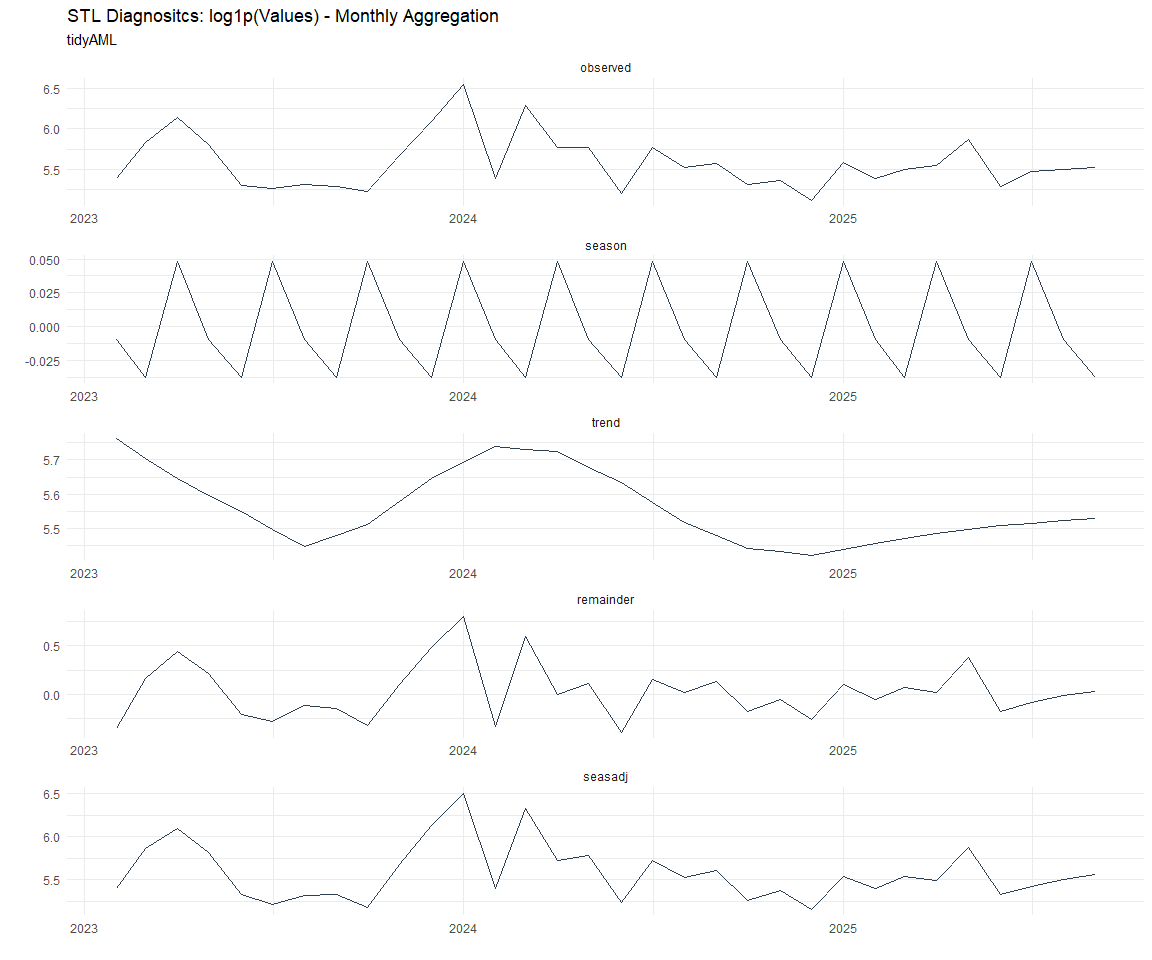 STL Diagnositcs: log1p(Values) - Monthly Aggregation
tidyAML
observed
6.5
6.0
5.5
2023 2024 2025
season
0.050
0.025
0.000
-0.025
2023 2024 2025
trend
5.7
5.6
5.5
2023 2024 2025
remainder
0.5
0.0
2023 2024 2025
seasadj
6.5
6.0
5.5
2023 2024 2025